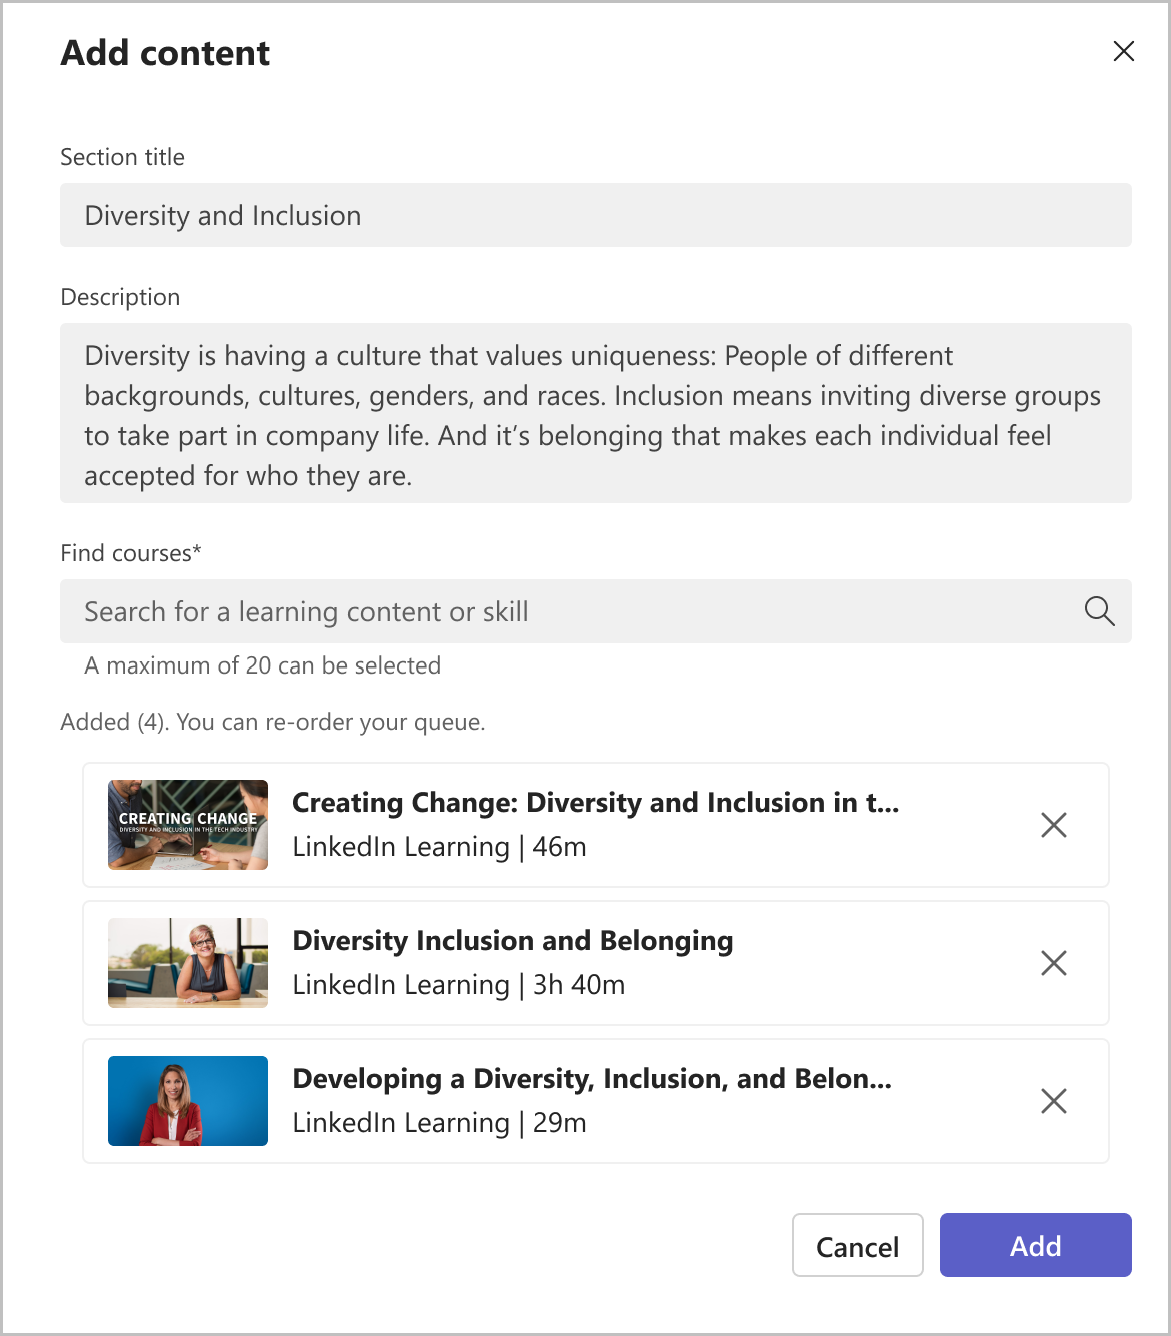 Add content
Section title
Diversity and Inclusion
Description
Diversity is having a culture that values uniqueness: People of different
backgrounds, cultures, genders, and races. Inclusion means inviting diverse groups
to take part in company life. And it’s belonging that makes each individual feel
accepted for who they are.
Find courses*
Search for a learning content or skill
A maximum of 20 can be selected
Added (4). You can re-order your queue.
CREATING CHANGE
DIVERSITY AND INCLUSION IN THE TECH INDUSTRY
Creating Change: Diversity and Inclusion in t...
LinkedIn Learning | 46m
Diversity Inclusion and Belonging
LinkedIn Learning | 3h 40m
Developing a Diversity, Inclusion, and Belon...
LinkedIn Learning | 29m
Cancel
Add